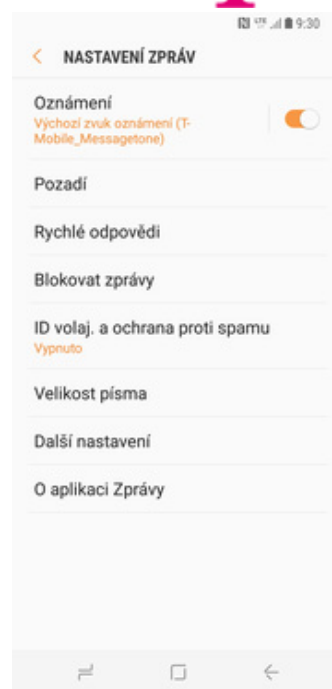 9:30
NASTAVENÍ ZPRÁV
Oznámení
Výchozí zvuk oznámení (T-
Mobile_Messagetone)
Pozadí
Rychlé odpovědi
Blokovat zprávy
ID volaj. a ochrana proti spamu
Vypnuto
Velikost písma
Další nastavení
O aplikaci Zprávy